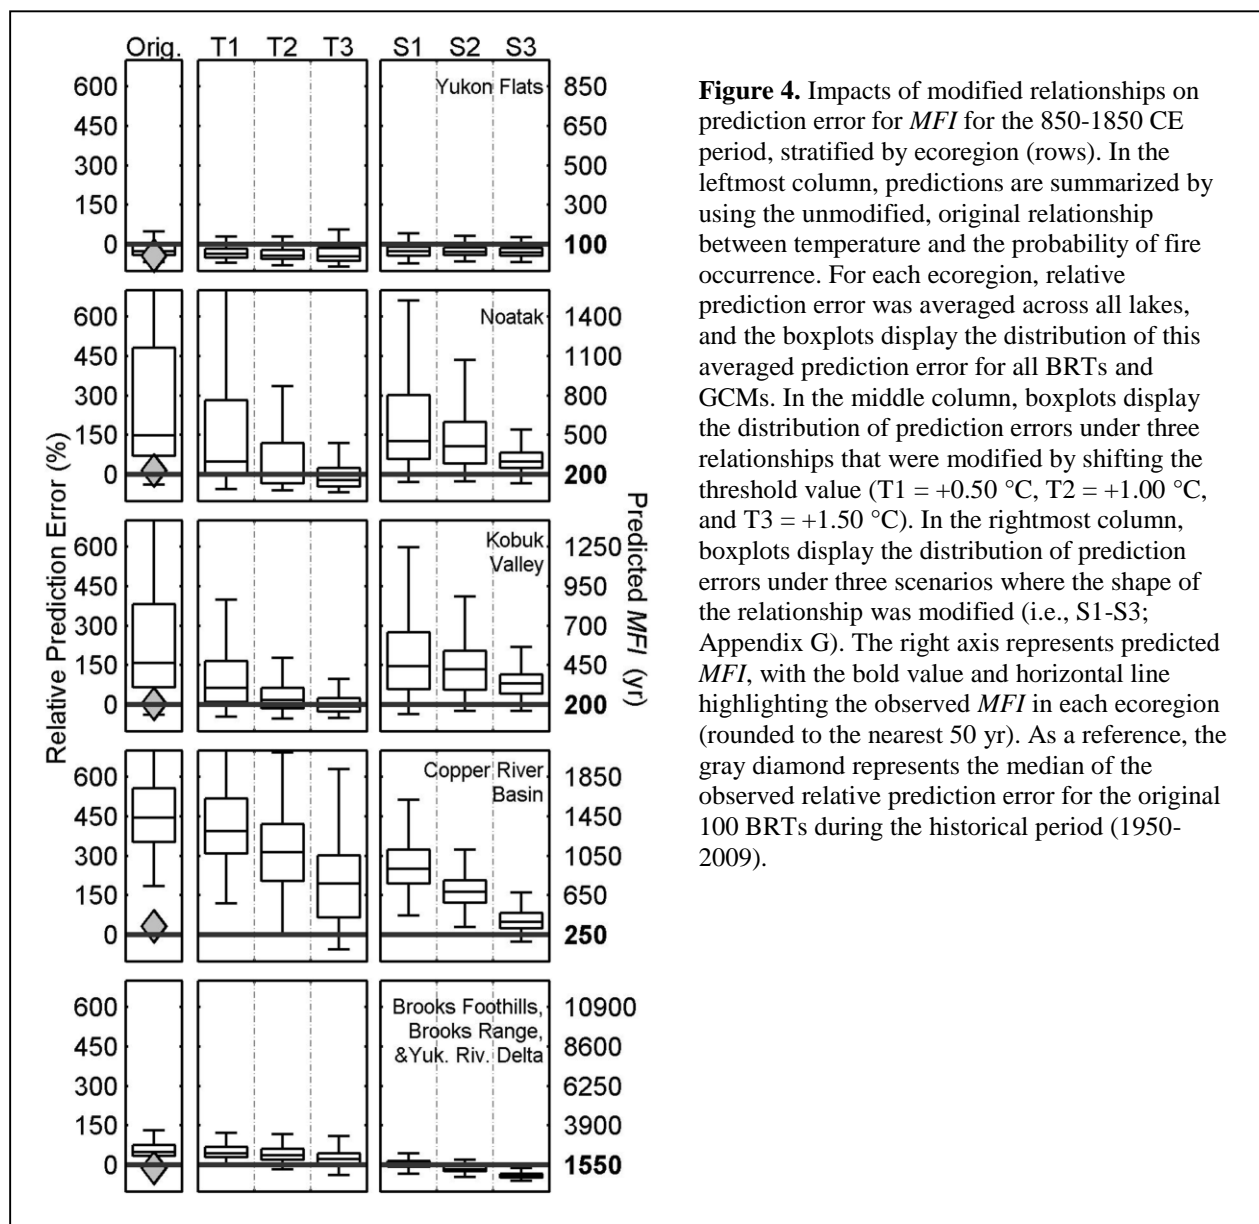 Orig. T1 T2 T3 S1 S2 S3
Yukon Flats
600 850
450 650
300 500
150 300
0 100
Noatak
600 1400
450 1100
300 800
150 500
0 200
Kobuk
Valley
600 1250
450 950
300 700
150 450
0 200
Copper River
Basin
600 1850
450 1450
300 1050
150 650
0 250
Brooks Foothills,
Brooks Range,
&Yuk. Riv. Delta
600 10900
450 8600
300 6250
150 3900
0 1550
Relative Prediction Error (%)
Predicted MFI (yr)
Figure 4. Impacts of modified relationships on
prediction error for MFI for the 850-1850 CE
period, stratified by ecoregion (rows). In the
leftmost column, predictions are summarized by
using the unmodified, original relationship
between temperature and the probability of fire
occurrence. For each ecoregion, relative
prediction error was averaged across all lakes,
and the boxplots display the distribution of this
averaged prediction error for all BRTs and
GCMs. In the middle column, boxplots display
the distribution of prediction errors under three
relationships that were modified by shifting the
threshold value (T1 = +0.50 °C, T2 = +1.00 °C,
and T3 = +1.50 °C). In the rightmost column,
boxplots display the distribution of prediction
errors under three scenarios where the shape of
the relationship was modified (i.e., S1-S3;
Appendix G). The right axis represents predicted
MFI, with the bold value and horizontal line
highlighting the observed MFI in each ecoregion
(rounded to the nearest 50 yr). As a reference, the
gray diamond represents the median of the
observed relative prediction error for the original
100 BRTs during the historical period (1950-
2009).